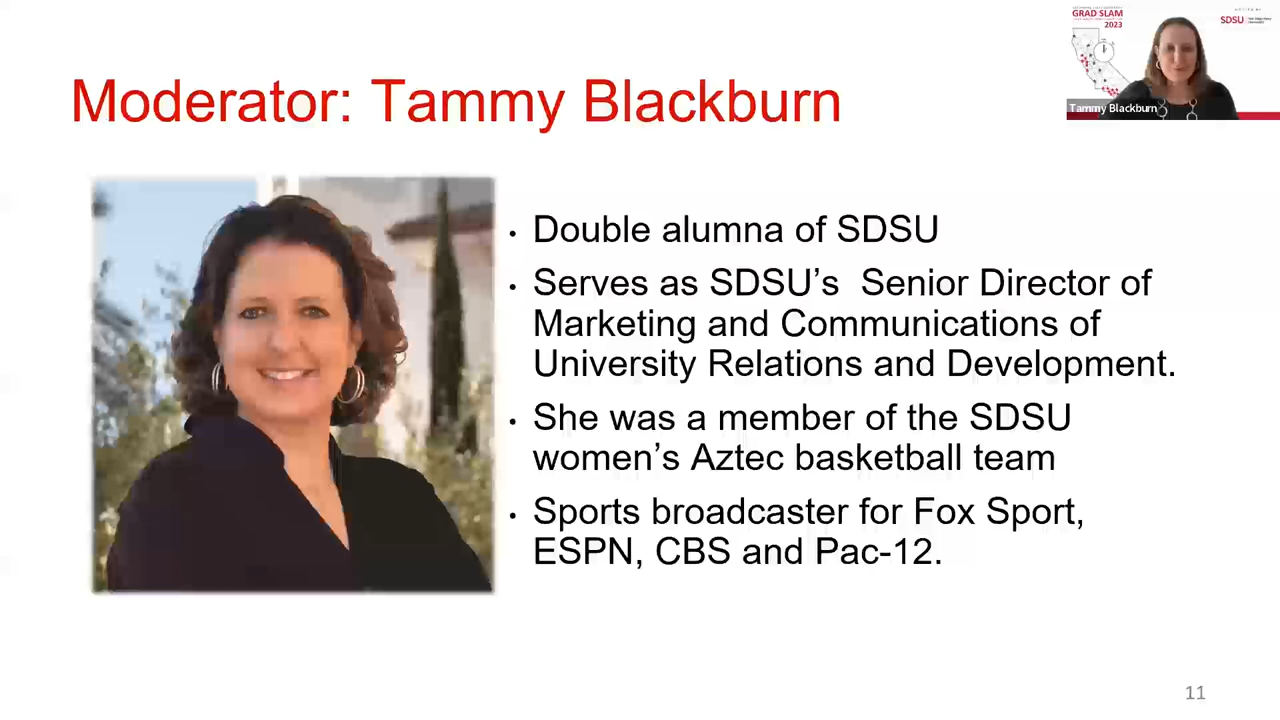 GRAD SLAM
2023
SDSU
Tammy Blackburn
Moderator: Tammy Blackburn
• Double alumna of SDSU
• Serves as SDSU’s  Senior Director of
Marketing and Communications of
University Relations and Development.
• She was a member of the SDSU
women’s Aztec basketball team
• Sports broadcaster for Fox Sport,
ESPN, CBS and Pac-12.
11